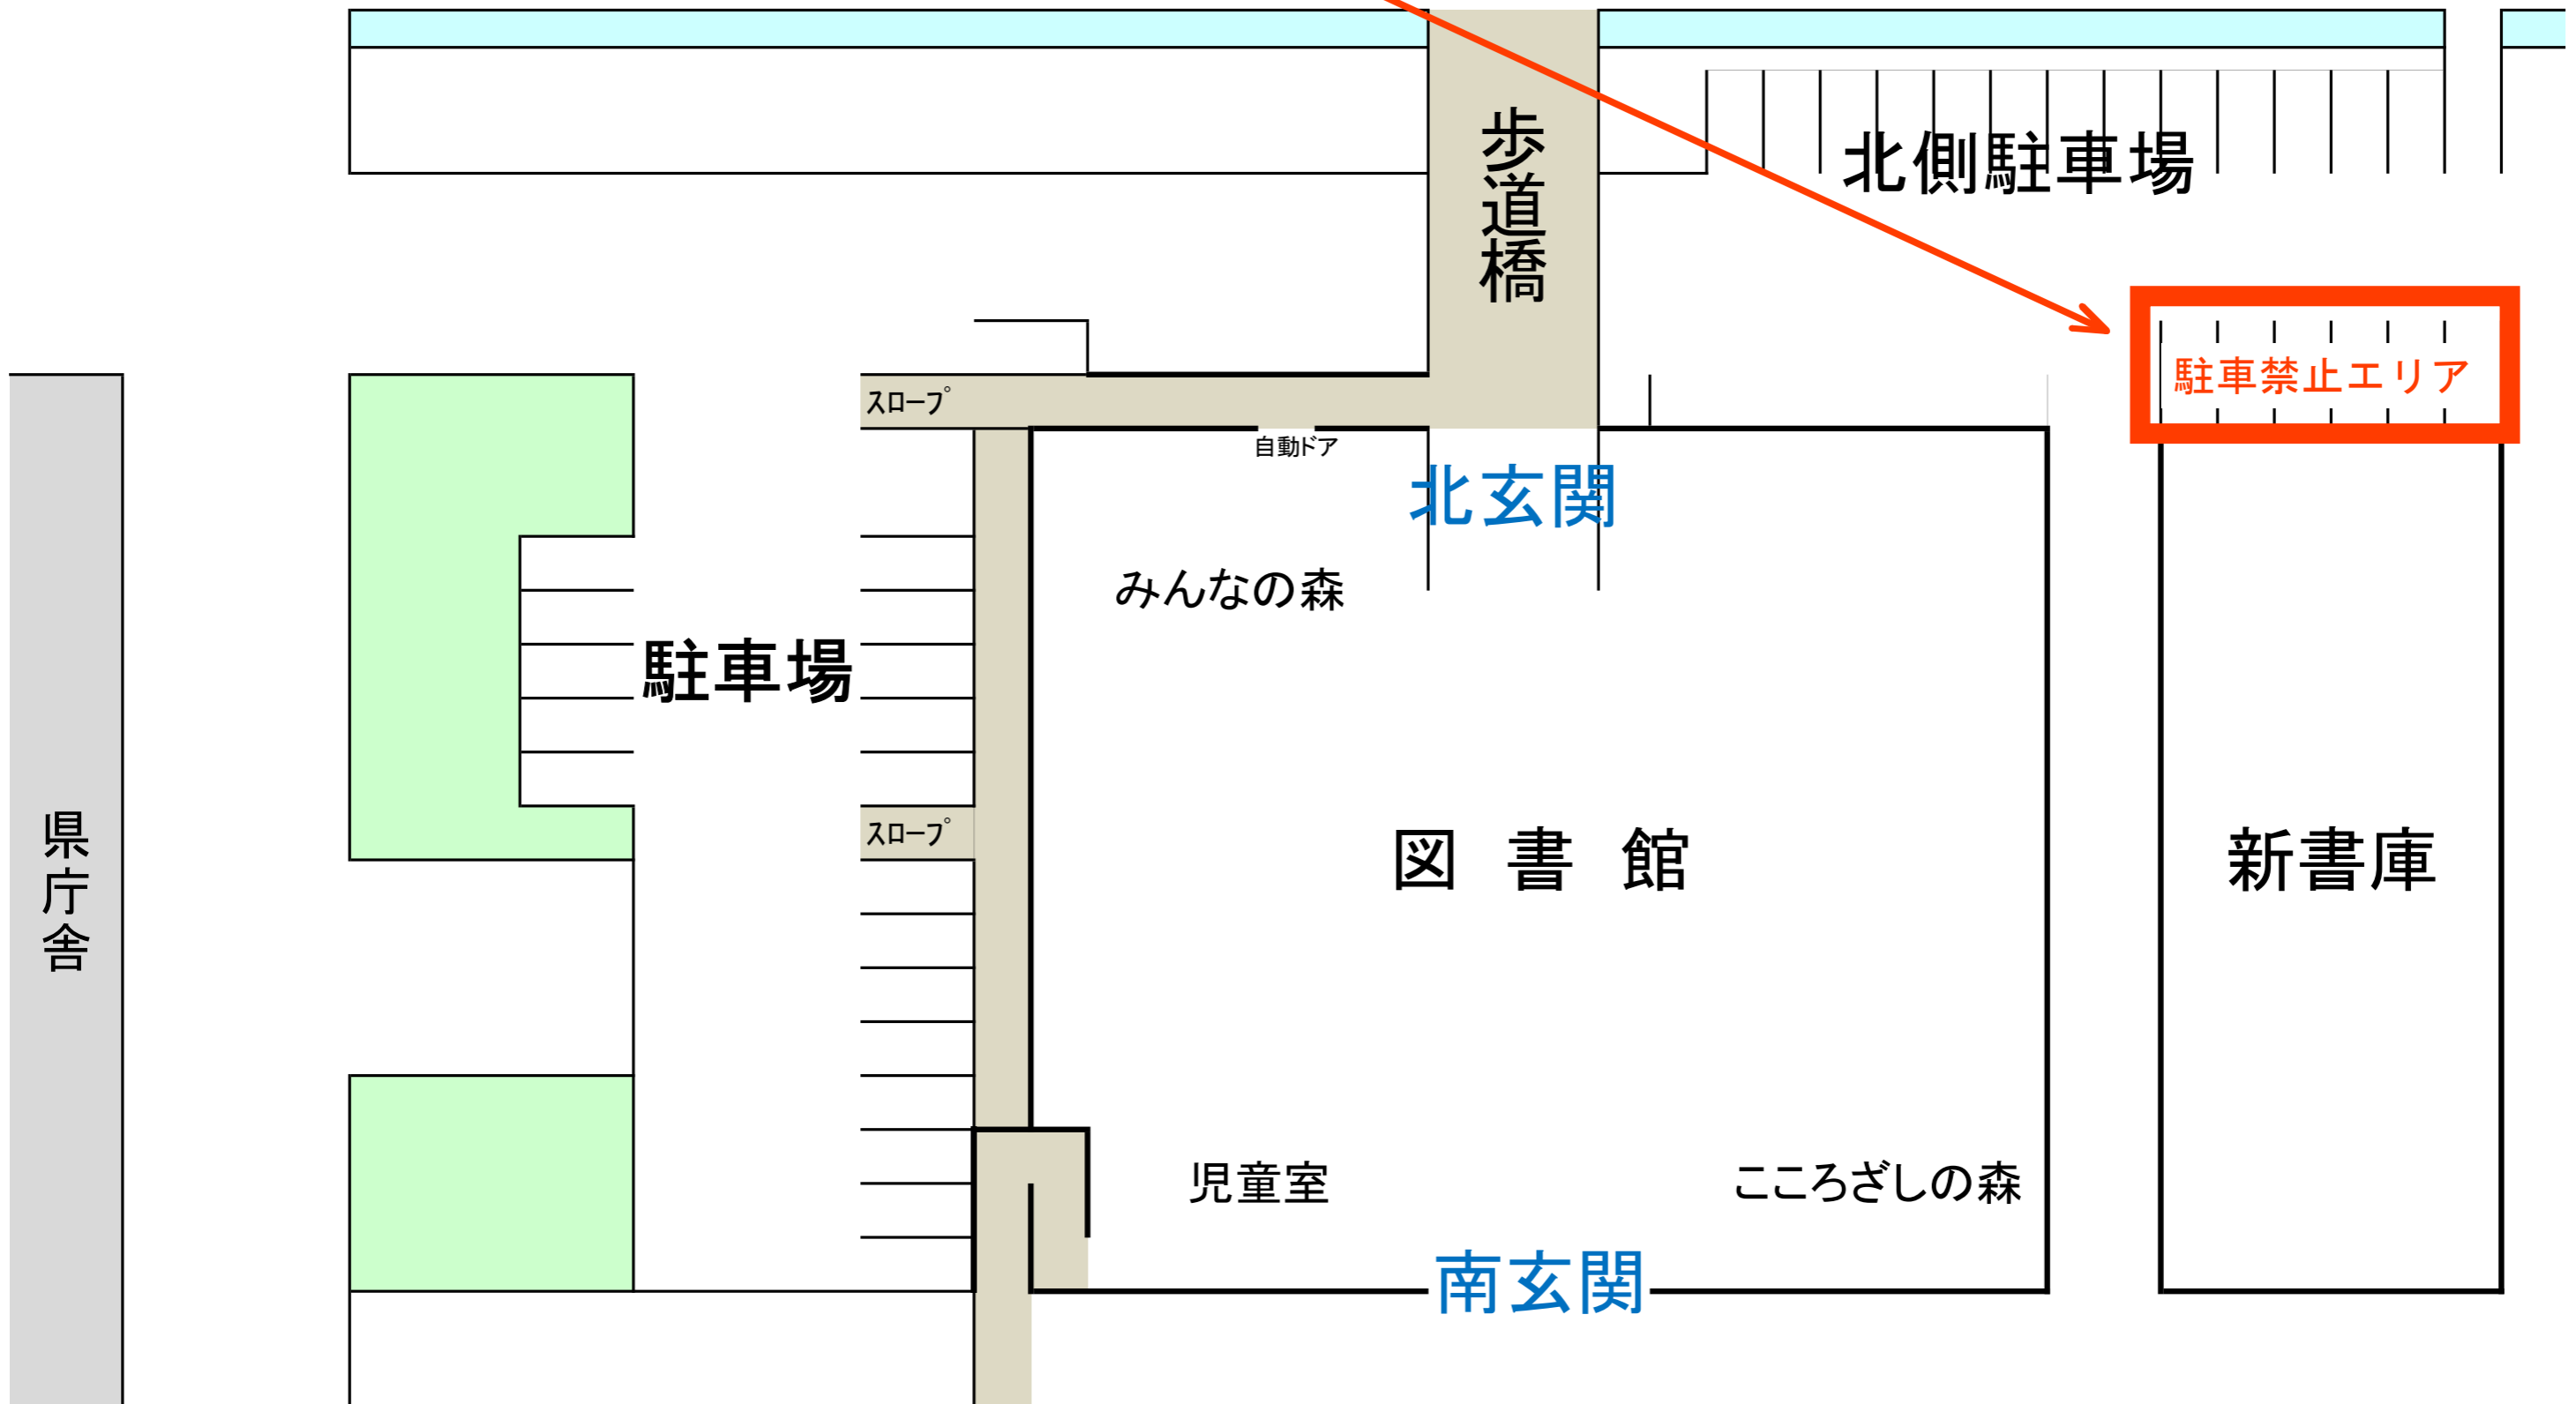 歩道橋
北側駐車場
駐車禁止エリア
スロープ
自動ドア
北玄関
みんなの森
駐車場
スロープ
県庁舎
図書館
新書庫
児童室
こころざしの森
南玄関